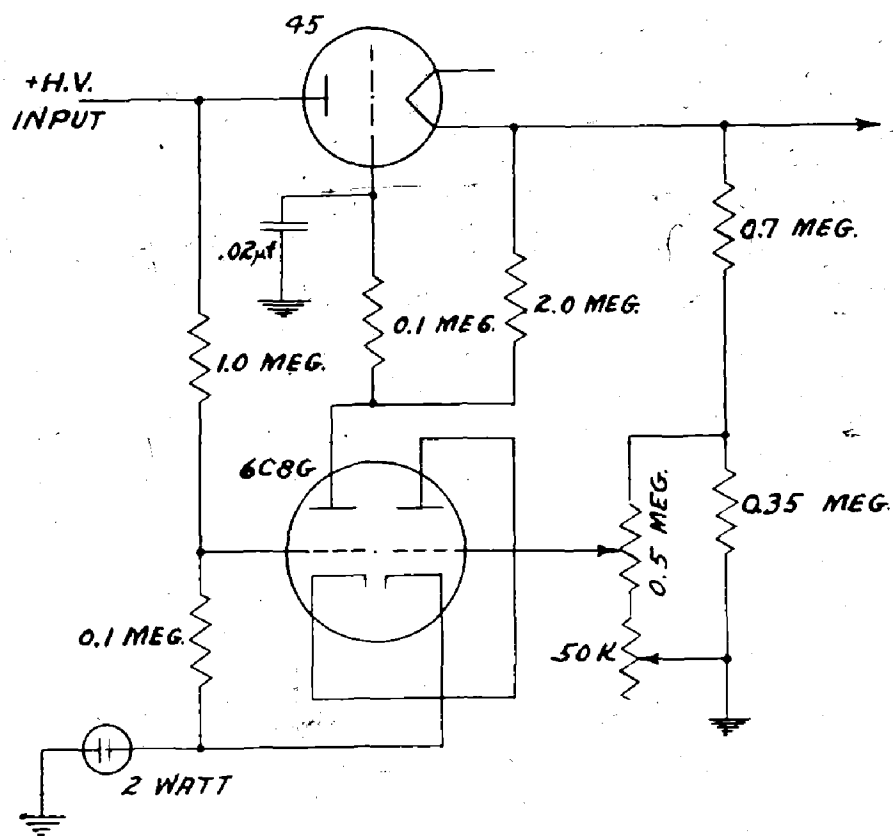 45
+H.V.
INPUT
.02µf
0.1 MEG.
2.0 MEG.
0.7 MEG.
1.0 MEG.
6C8G
0.5 MEG.
0.35 MEG.
0.1 MEG.
50K
2 WATT